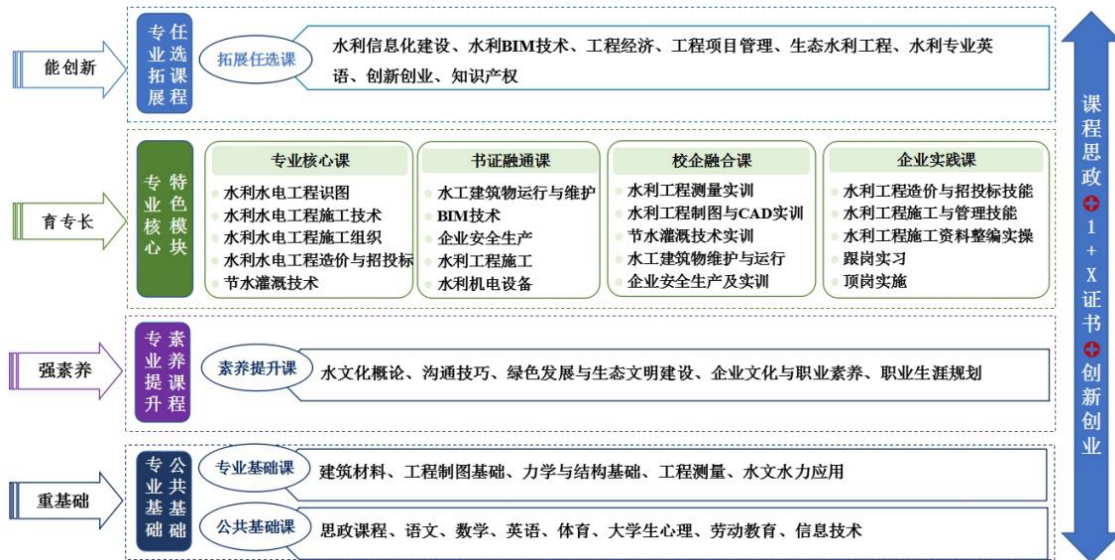 能创新
专业拓展
任选课程
拓展任选课
水利信息化建设、水利BIM技术、工程经济、工程项目管理、生态水利工程、水利专业英
语、创新创业、知识产权
育专长
专业核心
特色模块
专业核心课
水利水电工程识图
水利水电工程施工技术
水利水电工程施工组织
水利水电工程造价与招投标
节水灌溉技术
书证融通课
水工建筑物运行与维护
BIM技术
企业安全生产
水利工程施工
水利机电设备
校企融合课
水利工程测量实训
水利工程制图与CAD实训
节水灌溉技术实训
水工建筑物维护与运行
企业安全生产及实训
企业实践课
水利工程造价与招投标技能
水利工程施工与管理技能
水利工程施工资料整编实操
跟岗实习
顶岗实施
强素养
专业提升
素养课程
素养提升课
水文化概论、沟通技巧、绿色发展与生态文明建设、企业文化与职业素养、职业生涯规划
重基础
专业基础
公共基础
专业基础课
建筑材料、工程制图基础、力学与结构基础、工程测量、水文水力应用
公共基础课
思政课程、语文、数学、英语、体育、大学生心理、劳动教育、信息技术
课程思政+1+X证书+创新创业